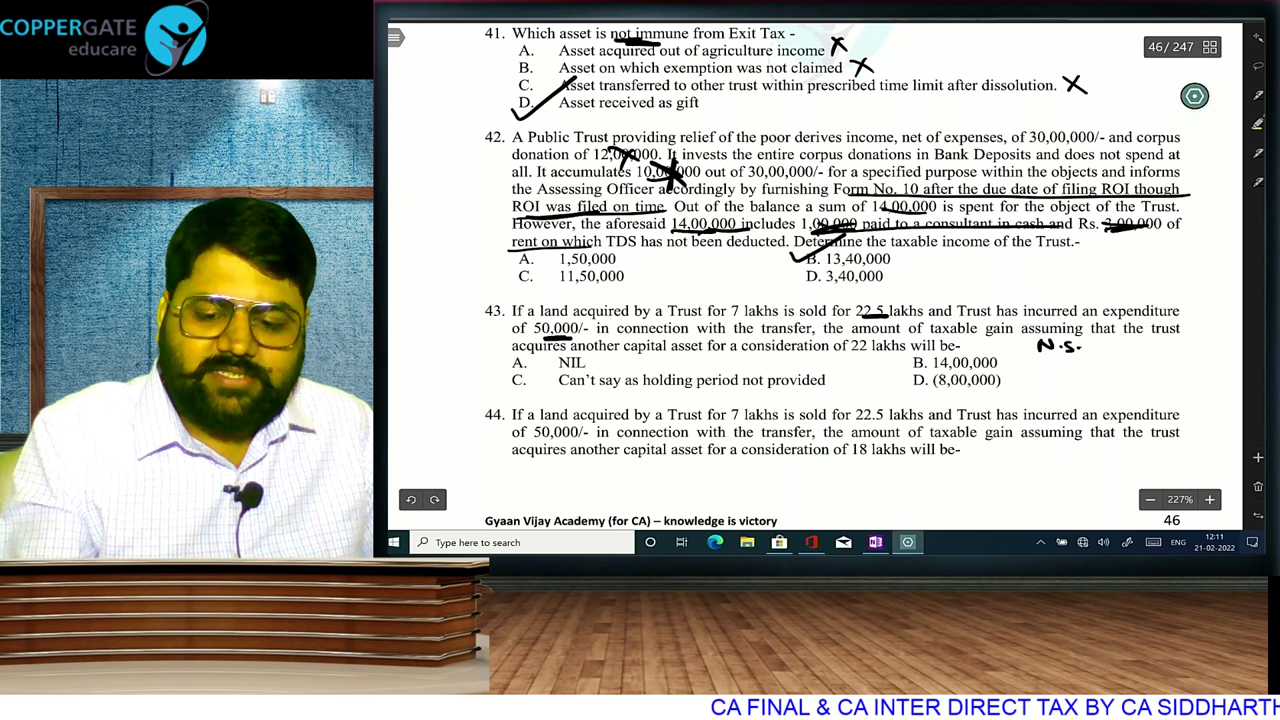 COPPERGATE
educare
41. Which asset is not immune from Exit Tax -
A. Asset acquired out of agriculture income
B. Asset on which exemption was not claimed
C. Asset transferred to other trust within prescribed time limit after dissolution.
D. Asset received as gift
46 / 247
42. A Public Trust providing relief of the poor derives income, net of expenses, of 30,00,000/- and corpus
donation of 12,00,000. It invests the entire corpus donations in Bank Deposits and does not spend at
all. It accumulates 10,00,000 out of 30,00,000/- for a specified purpose within the objects and informs
the Assessing Officer accordingly by furnishing Form No. 10 after the due date of filing ROI though
ROI was filed on time. Out of the balance a sum of 14,00,000 is spent for the object of the Trust.
However, the aforesaid 14,00,000 includes 1,00,000 paid to a consultant in cash and Rs. 2,00,000 of
rent on which TDS has not been deducted. Determine the taxable income of the Trust.-
A. 1,50,000 B. 13,40,000
C. 11,50,000 D. 3,40,000
43. If a land acquired by a Trust for 7 lakhs is sold for 22.5 lakhs and Trust has incurred an expenditure
of 50,000/- in connection with the transfer, the amount of taxable gain assuming that the trust
acquires another capital asset for a consideration of 22 lakhs will be-
N.S.
A. NIL B. 14,00,000
C. Can't say as holding period not provided D. (8,00,000)
44. If a land acquired by a Trust for 7 lakhs is sold for 22.5 lakhs and Trust has incurred an expenditure
of 50,000/- in connection with the transfer, the amount of taxable gain assuming that the trust
acquires another capital asset for a consideration of 18 lakhs will be-
227%
Gyaan Vijay Academy (for CA) – knowledge is victory 46
Type here to search
ENG
12:11
21-02-2022
CA FINAL & CA INTER DIRECT TAX BY CA SIDDHARTH